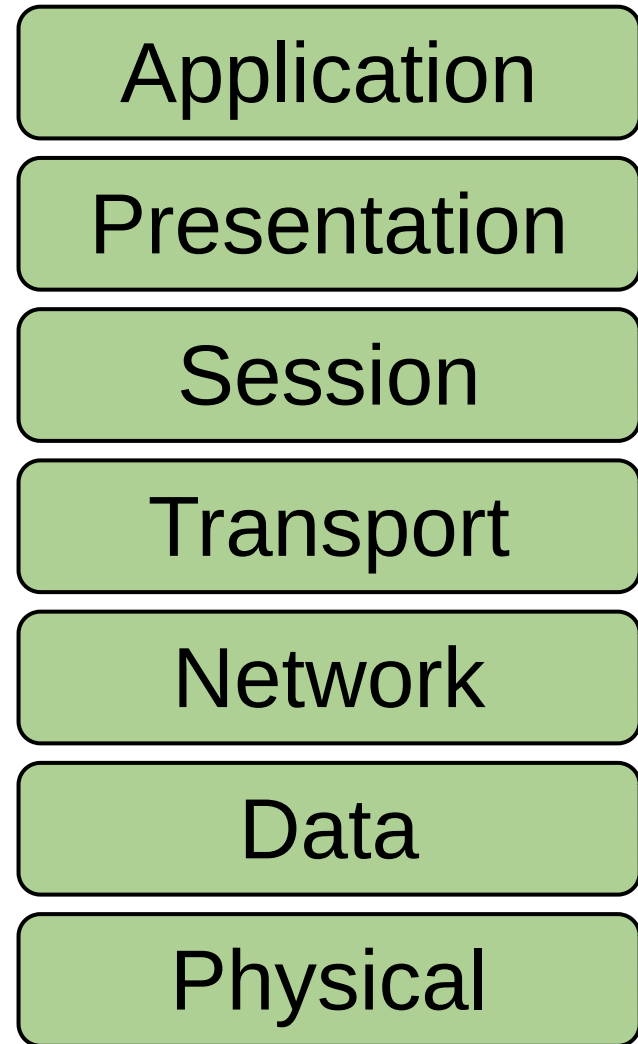 Application
Presentation
Session
Transport
Network
Data
Physical